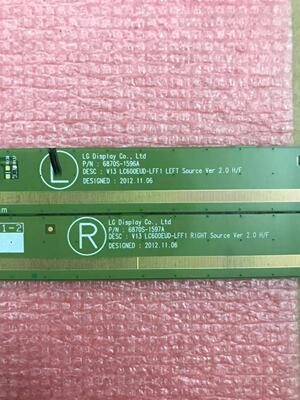 L
LG Display Co., Ltd
P/N : 6870S-1596A
DESC : V13 LC600EUD-LFF1 LEFT Source Ver 2.0 H/F
DESIGNED : 2012.11.06
m
1-2
R
LG Display Co., Ltd
P/N : 6870S-1597A
DESC : V13 LC600EUD-LFF1 RIGHT Source Ver 2.0 H/F
DESIGNED : 2012.11.06